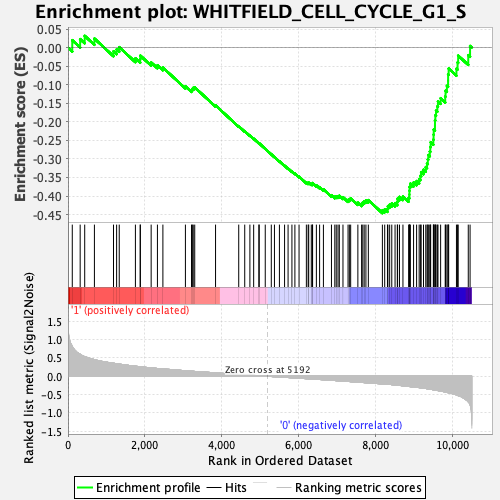 Enrichment plot: WHITFIELD_CELL_CYCLE_G1_S
Enrichment score (ES)
0.05
0.00
-0.05
-0.10
-0.15
-0.20
-0.25
-0.30
-0.35
-0.40
-0.45
'1' (positively correlated)
Ranked list metric (Signal2Noise)
1.5
1.0
0.5
0.0
-0.5
-1.0
-1.5
Zero cross at 5192
'0' (negatively correlated)
0
2,000
4,000
6,000
8,000
10,000
Rank in Ordered Dataset
Enrichment profile
Hits
Ranking metric scores